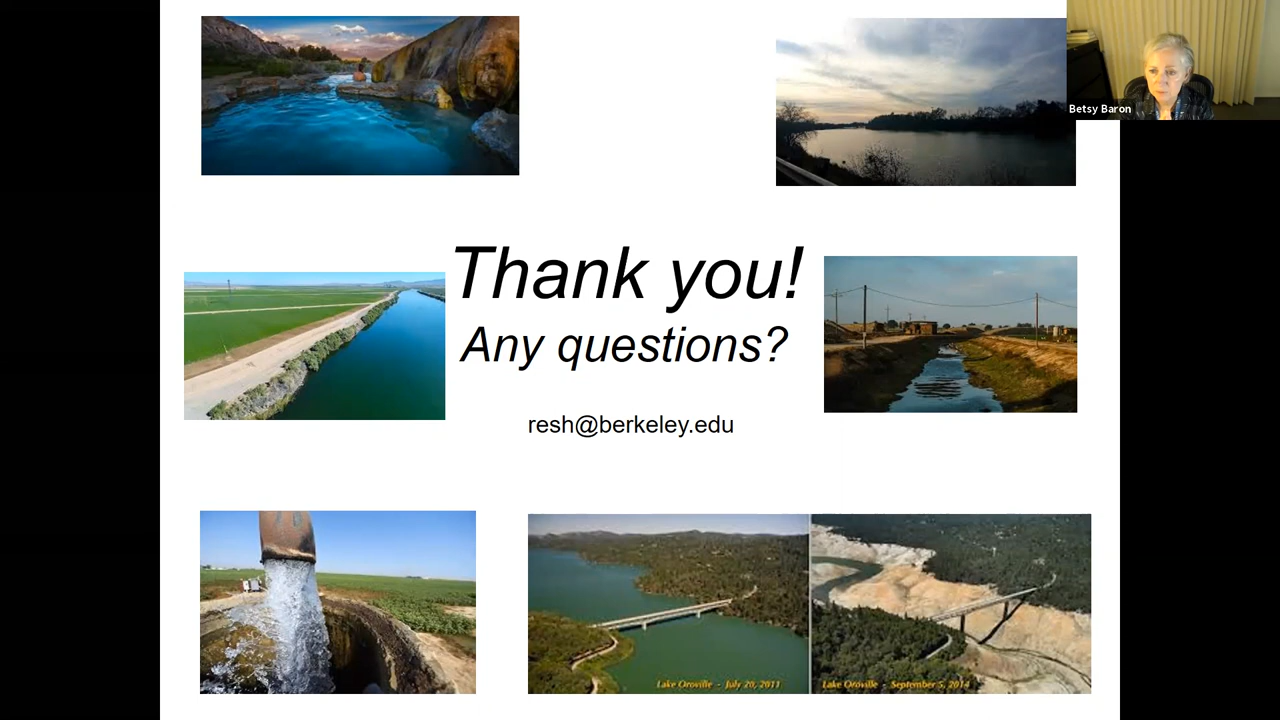 Betsy Baron
Thank you!
Any questions?
resh@berkeley.edu
Lake Oroville - July 20, 2011
Lake Oroville - September 5, 2014